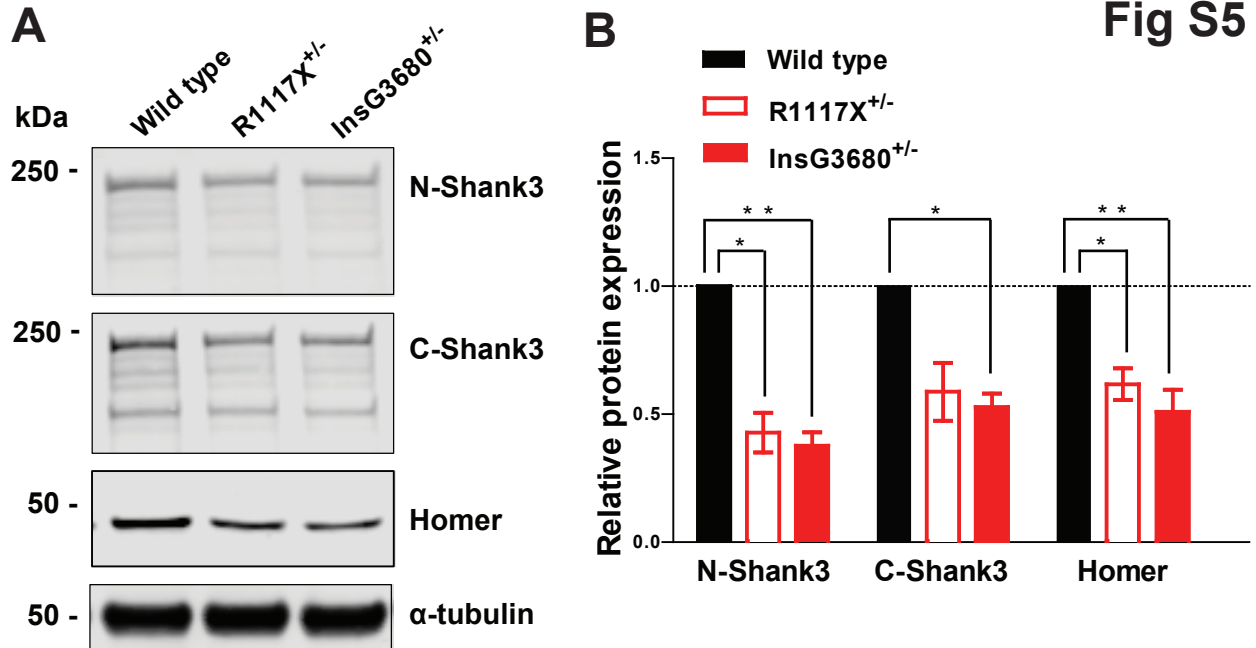 Fig S5
A
Wild type
R1117X+/-
InsG3680+/-
kDa
250 -
N-Shank3
250 -
C-Shank3
50 -
Homer
50 -
α-tubulin
B
Wild type
R1117X+/-
InsG3680+/-
Relative protein expression
1.5
1.0
0.5
0.0
* *
*
*
* *
*
N-Shank3
C-Shank3
Homer